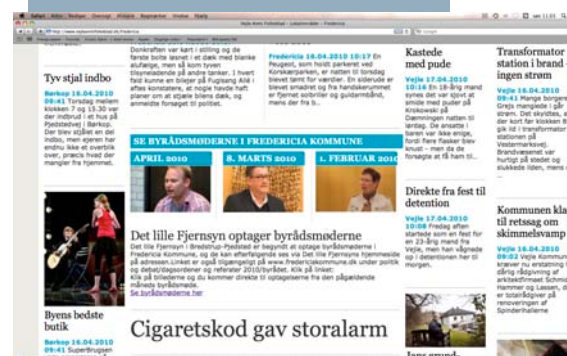 Tyv stjal indbo
Børkop 16.04.2010
09:41 Torsdag mellem
klokken 7 og 15.30 var
der indbrud i et hus på
Pjedstedvej i Børkop.
Der blev stjålet en del
indbo, men ejeren har
endnu ikke et overblik
over, præcis hvad der
mangler fra hjemmet.
Byens bedste
butik
Børkop 16.04.2010
09:41 SuperBrugsen
Donkraften var kørt i stilling og de
første bolte løsnet i et dæk med blanke
alufælge, men så som tyven
tilsyneladende på andre tanker. I hvert
fald kunne en bilejer på Fuglsang Allé i
aftes konstatere, at nogle havde haft
planer om at stjæle bilens dæk, og
anmeldte forsøget til politiet.
Fredericia 16.04.2010 10:17 En
Peugeot, som holdt parkeret ved
Korskærparken, er natten til torsdag
blevet tømt for værdier. En siderude er
blevet smadret og fra handskerummet
er fjernet solbriller og guldarmbånd,
mens der fra b...
SE BYRÅDSMØDERNE I FREDERICIA KOMMUNE
APRIL 2010
8. MARTS 2010
1. FEBRUAR 2010
Det lille Fjernsyn optager byrådsmøderne
Det lille Fjernsyn i Bredstrup-Pjedsted er begyndt at optage byrådsmøderne i
Fredericia Kommune, og de kan efterfølgende ses via Det lille Fjernsyns hjemmeside
på adressen.Linket er også tilgængeligt på www.fredericiakommune.dk under politik
og debat/dagsordener og referater 2010/byrådet. Klik på linket:
Klik på billederne og du kommer direkte til optagelserne fra den pågældende
måneds byrådsmøde.
Se byrådsmøderne her
Cigaretskod gav storalarm
Kastede
med pude
Vejle 17.04.2010
10:16 En 18-årig mand
synes det var sjovt at
smide med puder på
Krokowski på
Dæmningen natten til
lørdag. De ansatte i
baren var ikke enige,
fordi flere flasker blev
knust - men da de
forsøgte at få ham til...
Direkte fra fest til
detention
Vejle 17.04.2010
10:08 Fredag aften
startede som en fest for
en 23-årig mand fra
Vejle, men han vågnede
op i detentionen her til
morgen.
Transformator
station i brand -
ingen strøm
Vejle 16.04.2010
09:41 Mange borgere
Grejs manglede i går
strøm. Det skyldtes, a
der kort før klokken 8
gik ild i transformator
stationen på
Vestermarksvej.
Brandvæsenet var
hurtigt på stedet og
slukkede ilden, mens
Kommunen kla
til retssag om
skimmelsvamp
Vejle 16.04.2010
09:02 Vejle Kommun
kræver nu erstatning
dårlig rådgivning af
arkitektfirmaet Schmid
Hammer og Lassen, d
er totalrådgiver på
renoveringen af
Spinderihallerne